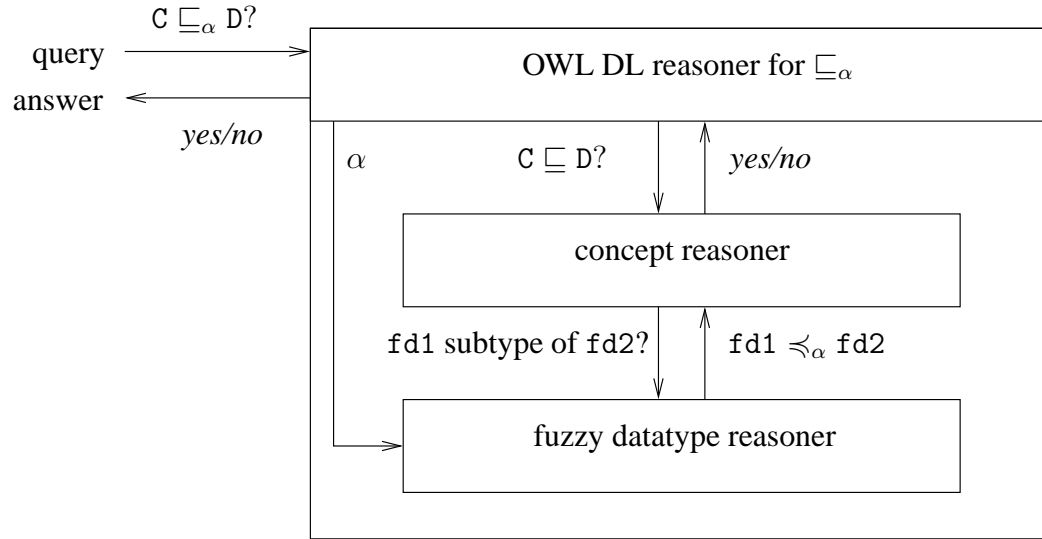 C ⊑α D?
query
OWL DL reasoner for ⊑α
answer
yes/no
α
C ⊑ D?
yes/no
concept reasoner
fd1 subtype of fd2?
fd1 ≼α fd2
fuzzy datatype reasoner